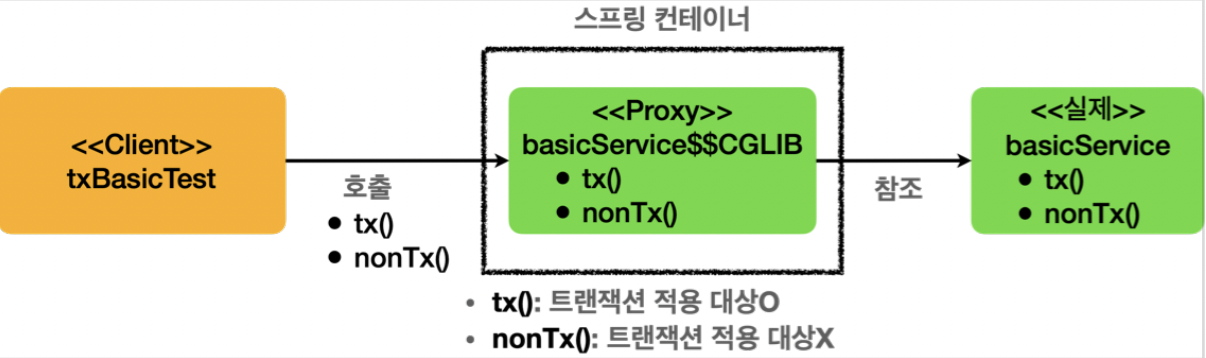 스프링 컨테이너
<<Client>>
txBasicTest
호출
• tx()
• nonTx()
<<Proxy>>
basicService$$CGLIB
• tx()
• nonTx()
참조
<<실제>>
basicService
• tx()
• nonTx()
• tx(): 트랜잭션 적용 대상O
• nonTx(): 트랜잭션 적용 대상X